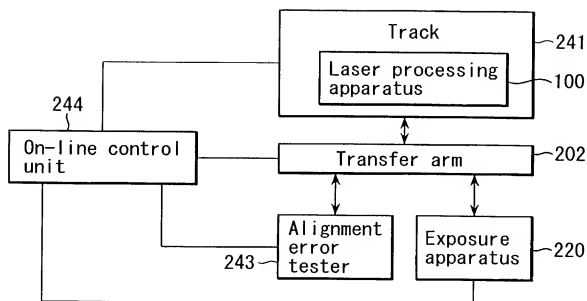 Track
241
Laser processing
apparatus
100
244
On-line control
unit
Transfer arm
202
Alignment
error
tester
243
Exposure
apparatus
220